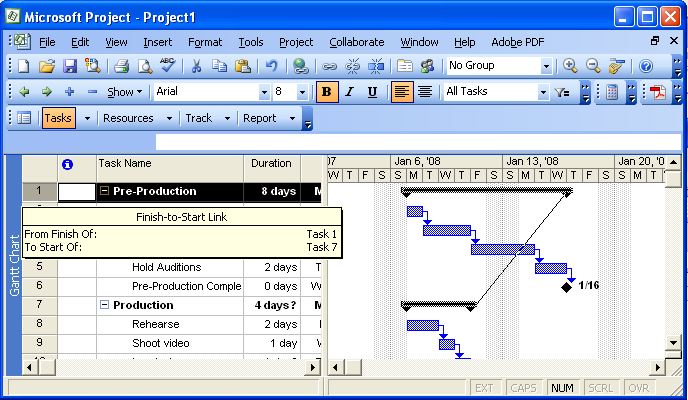 Microsoft Project - Project1
File Edit View Insert Format Tools Project Collaborate Window Help Adobe PDF
ABC No Group
Show Arial 8 B I U All Tasks
Tasks Resources Track Report
Task Name Duration 07 Jan 6, '08 Jan 13, '08 Jan 20, '0
W T F S S M T W T F S S M T W T F S S M T W
1 Pre-Production 8 days
Finish-to-Start Link
From Finish Of: Task 1
To Start Of: Task 7
Gantt Chart
5 Hold Auditions 2 days T
6 Pre-Production Comple 0 days 1/16
7 Production 4 days?
8 Rehearse 2 days
9 Shoot video 1 day
EXT CAPS NUM SCRL OVR